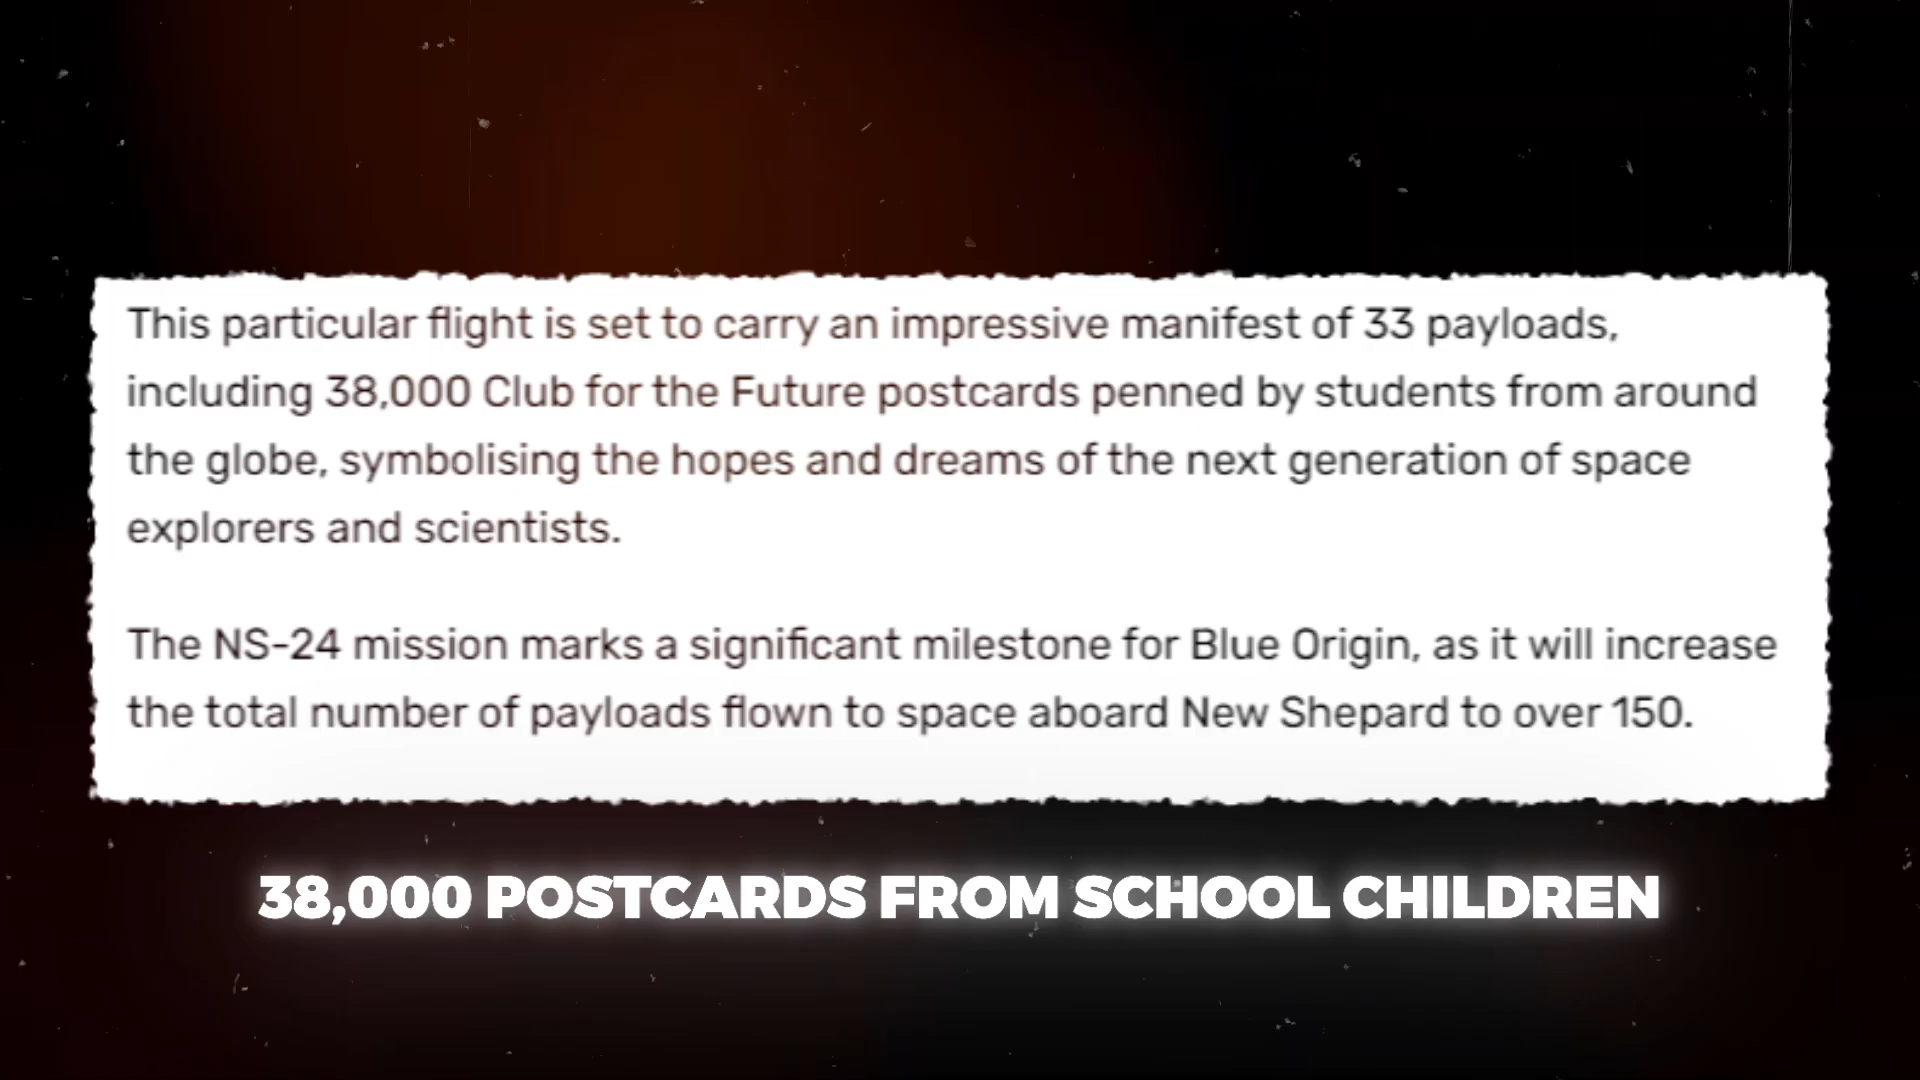 This particular flight is set to carry an impressive manifest of 33 payloads,
including 38,000 Club for the Future postcards penned by students from around
the globe, symbolising the hopes and dreams of the next generation of space
explorers and scientists.
The NS-24 mission marks a significant milestone for Blue Origin, as it will increase
the total number of payloads flown to space aboard New Shepard to over 150.
38,000 POSTCARDS FROM SCHOOL CHILDREN